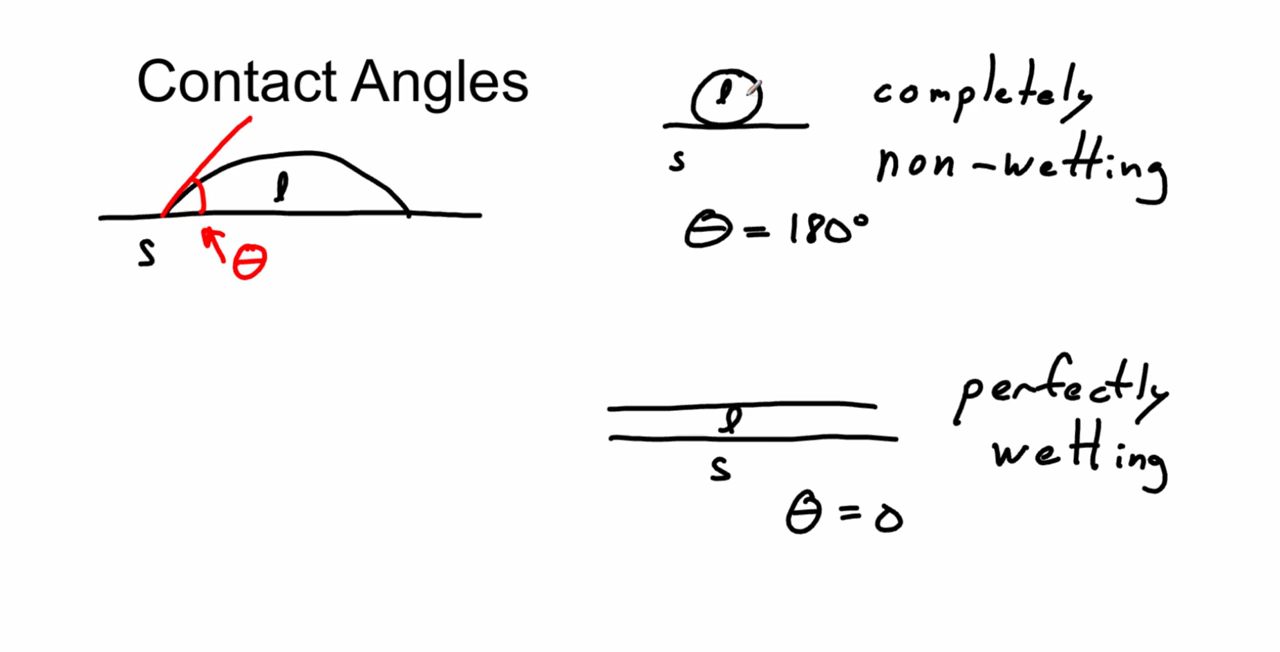 Contact Angles
l
s
θ
l
s
completely
non-wetting
θ = 180°
l
s
perfectly
wetting
θ = 0